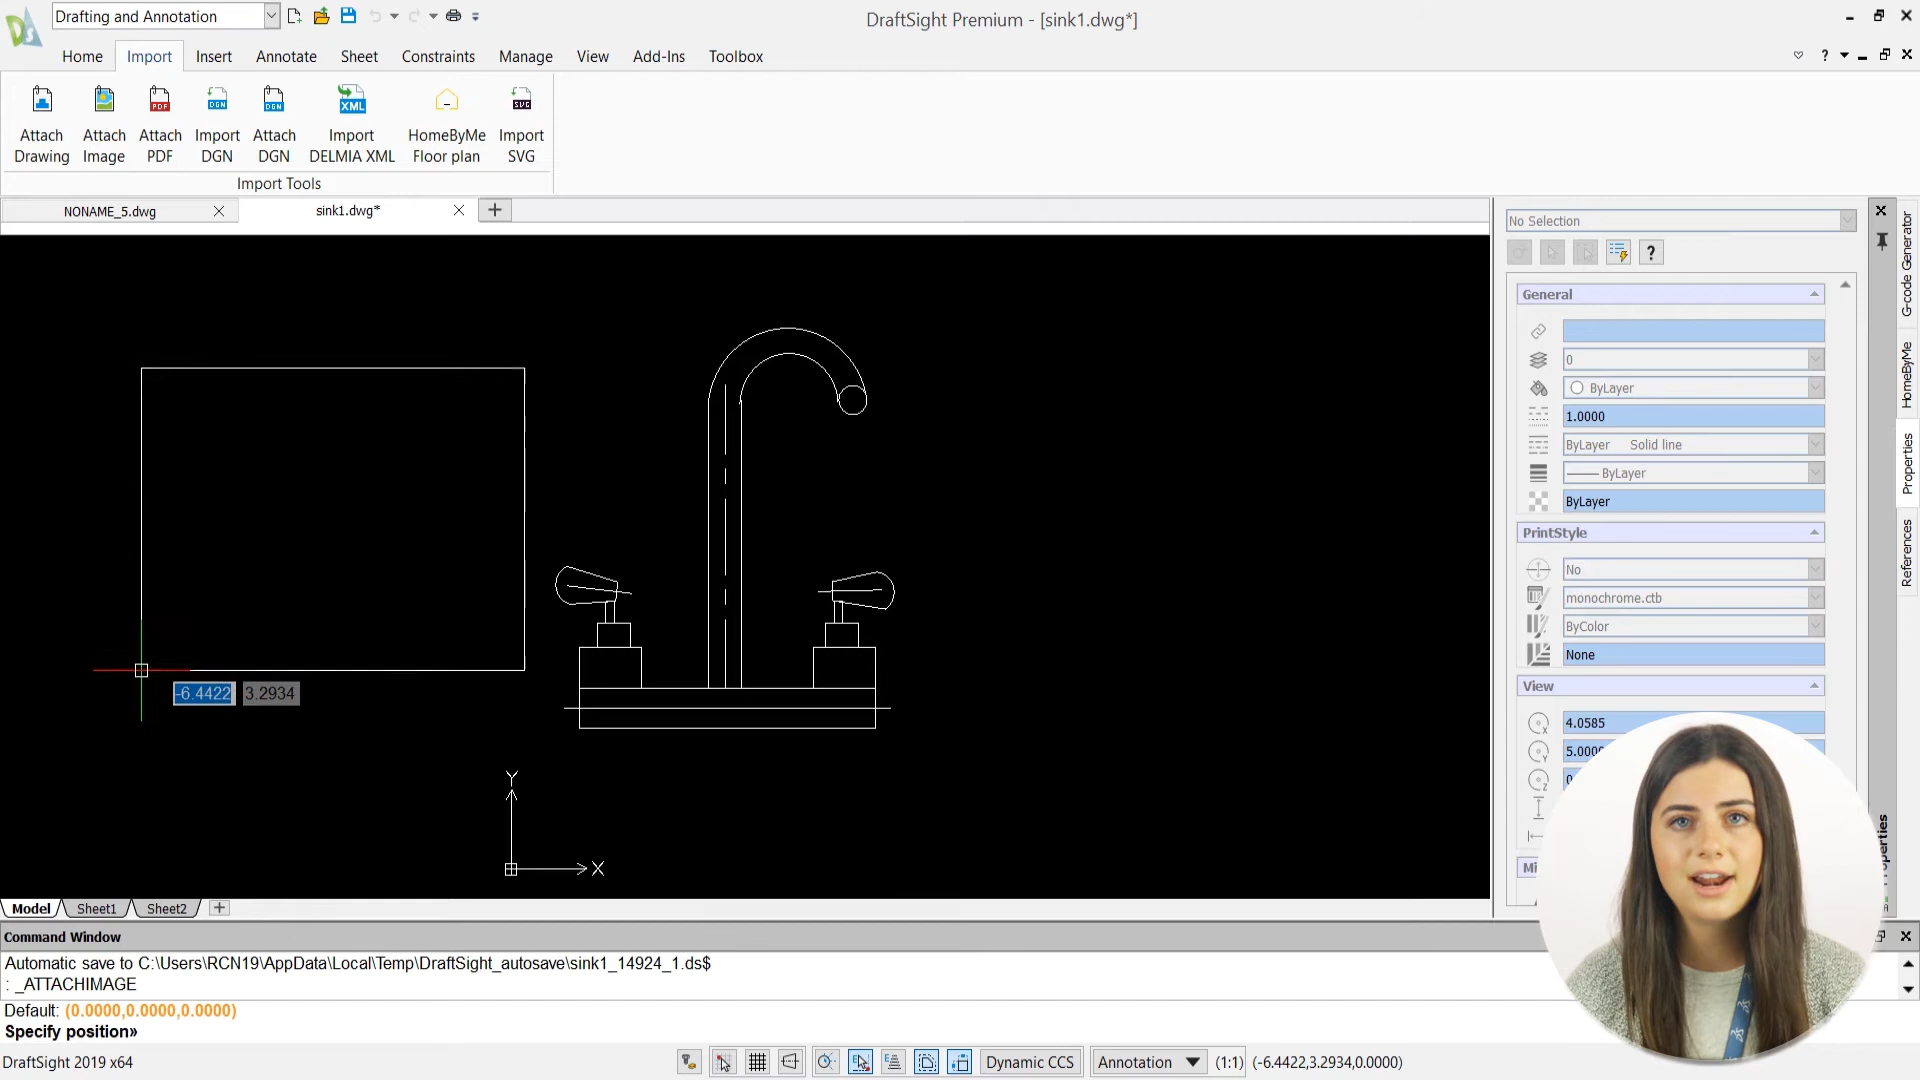 Drafting and Annotation
DraftSight Premium - [sink1.dwg*]
Home Import Insert Annotate Sheet Constraints Manage View Add-Ins Toolbox
Attach Drawing
Attach Image
PDF
Attach PDF
DGN
Import DGN
DGN
Attach DGN
XML
Import DELMIA XML
HomeByMe Floor plan
SVG
Import SVG
Import Tools
NONAME_5.dwg
sink1.dwg*
No Selection
?
General
0
ByLayer
1.0000
ByLayer Solid line
ByLayer
ByLayer
PrintStyle
No
monochrome.ctb
ByColor
None
View
4.0585
G-code Generator
HomeByMe
Properties
References
-6.4422 3.2934
Y
X
Model Sheet1 Sheet2 +
Command Window
Automatic save to C:\Users\RCN19\AppData\Local\Temp\DraftSight_autosave\sink1_14924_1.ds$
: _ATTACHIMAGE
Default: (0.0000,0.0000,0.0000)
Specify position»
DraftSight 2019 x64
Dynamic CCS
Annotation
(1:1)
(-6.4422,3.2934,0.0000)